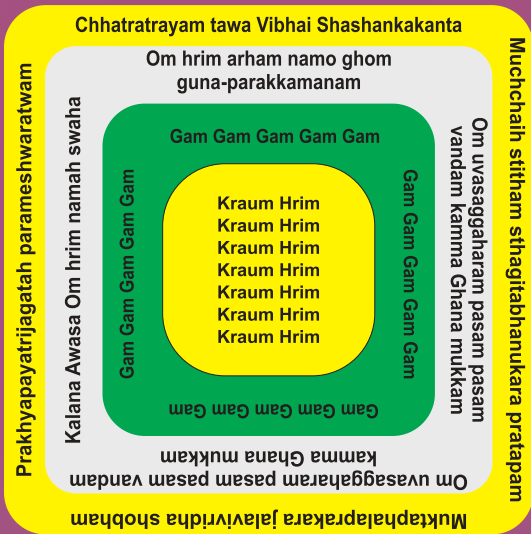 Chhatratrayam tawa Vibhai Shashankakanta
Muchchaih stitham sthagitabhanukara pratapam
Muktaphalaprakara jalavivridha shobham
Prakhyapayatrijagatah parameshwaratwam
Om hrim arham namo ghom
guna-parakkamanam
Om uvasaggaharam pasam pasam
vandam kamma Ghana mukkam
Om uvasaggaharam pasam pasam vandam
kamma Ghana mukkam
Kalana Awasa Om hrim namah swaha
Gam Gam Gam Gam Gam
Gam Gam Gam Gam Gam
Gam Gam Gam Gam Gam
Gam Gam Gam Gam Gam
Kraum Hrim
Kraum Hrim
Kraum Hrim
Kraum Hrim
Kraum Hrim
Kraum Hrim
Kraum Hrim